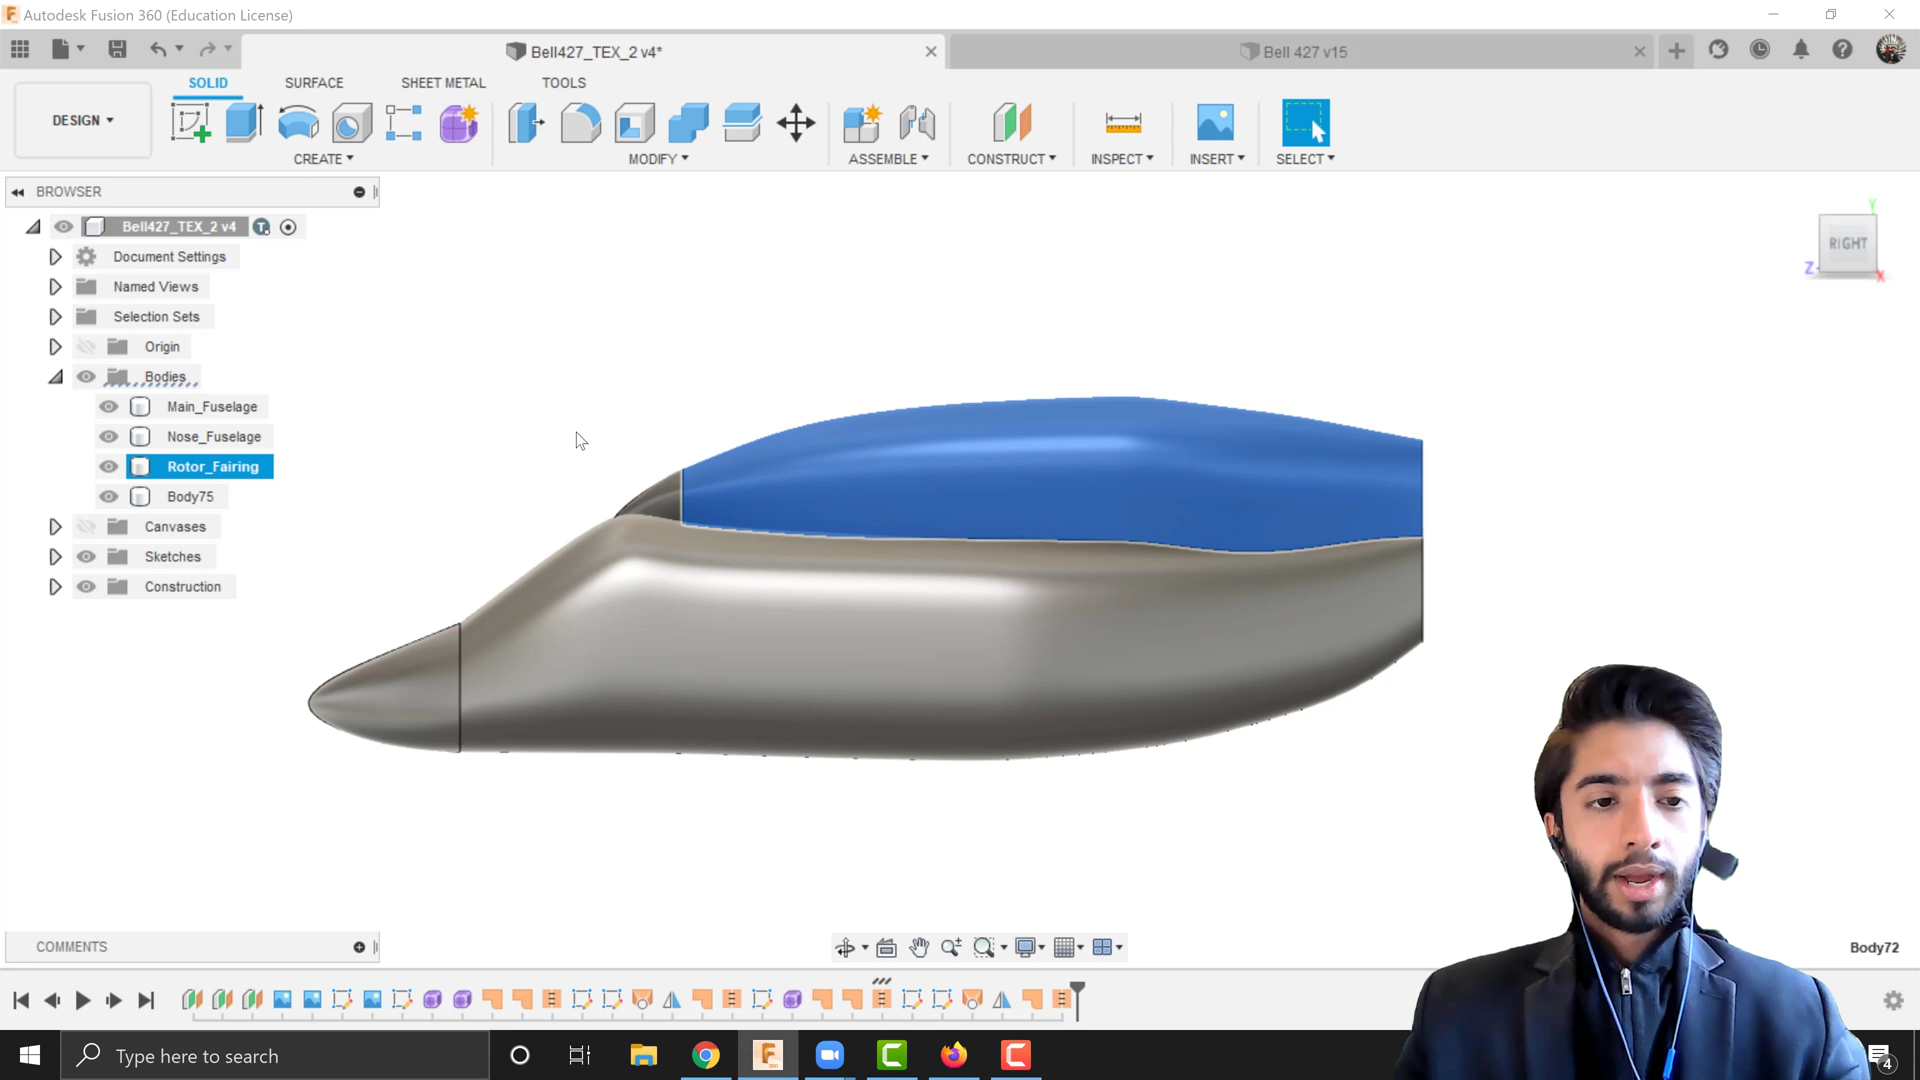 Autodesk Fusion 360 (Education License)
Bell427_TEX_2 v4*
Bell 427 v15
SOLID
SURFACE
SHEET METAL
TOOLS
DESIGN
CREATE
MODIFY
ASSEMBLE
CONSTRUCT
INSPECT
INSERT
SELECT
BROWSER
Bell427_TEX_2 v4
Document Settings
Named Views
Selection Sets
Origin
Bodies
Main_Fuselage
Nose_Fuselage
Rotor_Fairing
Body75
Canvases
Sketches
Construction
Y
RIGHT
Z
X
COMMENTS
Body72
Type here to search
4